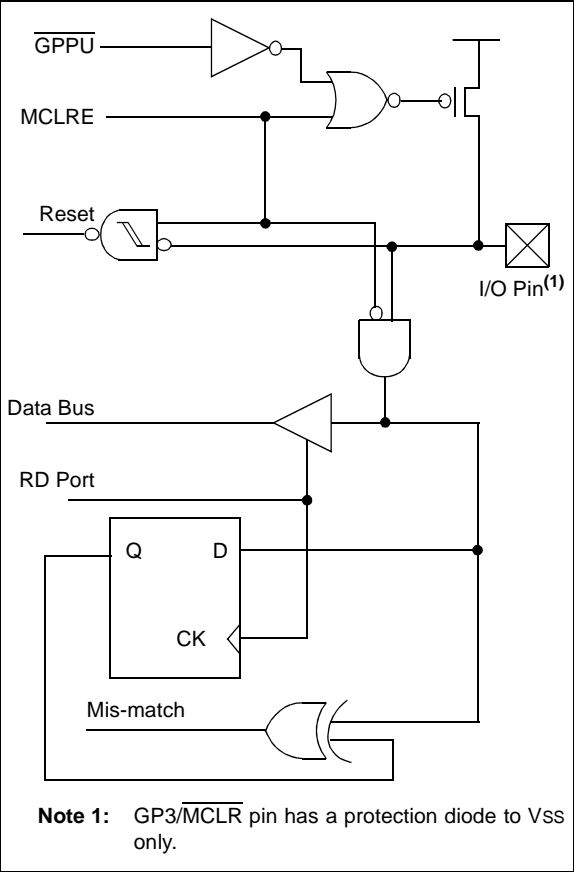 GPPU
MCLRE
Reset
I/O Pin(1)
Data Bus
RD Port
Q D
CK
Mis-match
Note 1: GP3/MCLR pin has a protection diode to VSS
only.